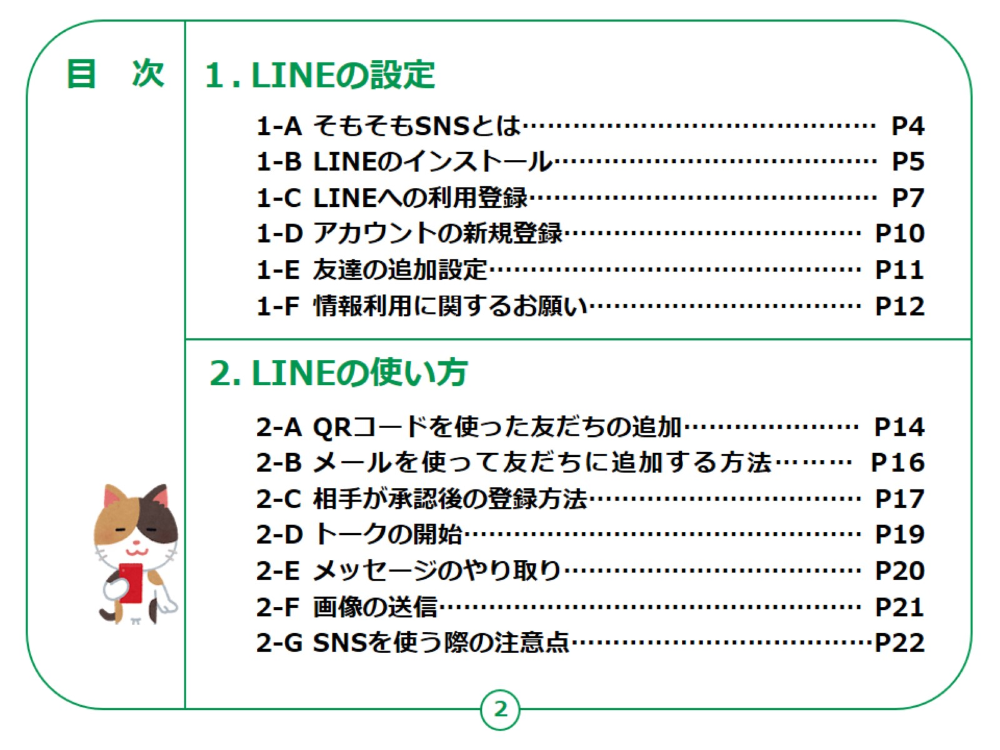 目　次
1．LINEの設定
1-A そもそもSNSとは…………………………………… P4
1-B LINEのインストール………………………………… P5
1-C LINEへの利用登録…………………………………… P7
1-D アカウントの新規登録……………………………… P10
1-E 友達の追加設定……………………………………… P11
1-F 情報利用に関するお願い…………………………… P12
2. LINEの使い方
2-A QRコードを使った友だちの追加………………… P14
2-B メールを使って友だちに追加する方法……… P16
2-C 相手が承認後の登録方法…………………………… P17
2-D トークの開始………………………………………… P19
2-E メッセージのやり取り……………………………… P20
2-F 画像の送信…………………………………………… P21
2-G SNSを使う際の注意点………………………………P22
2